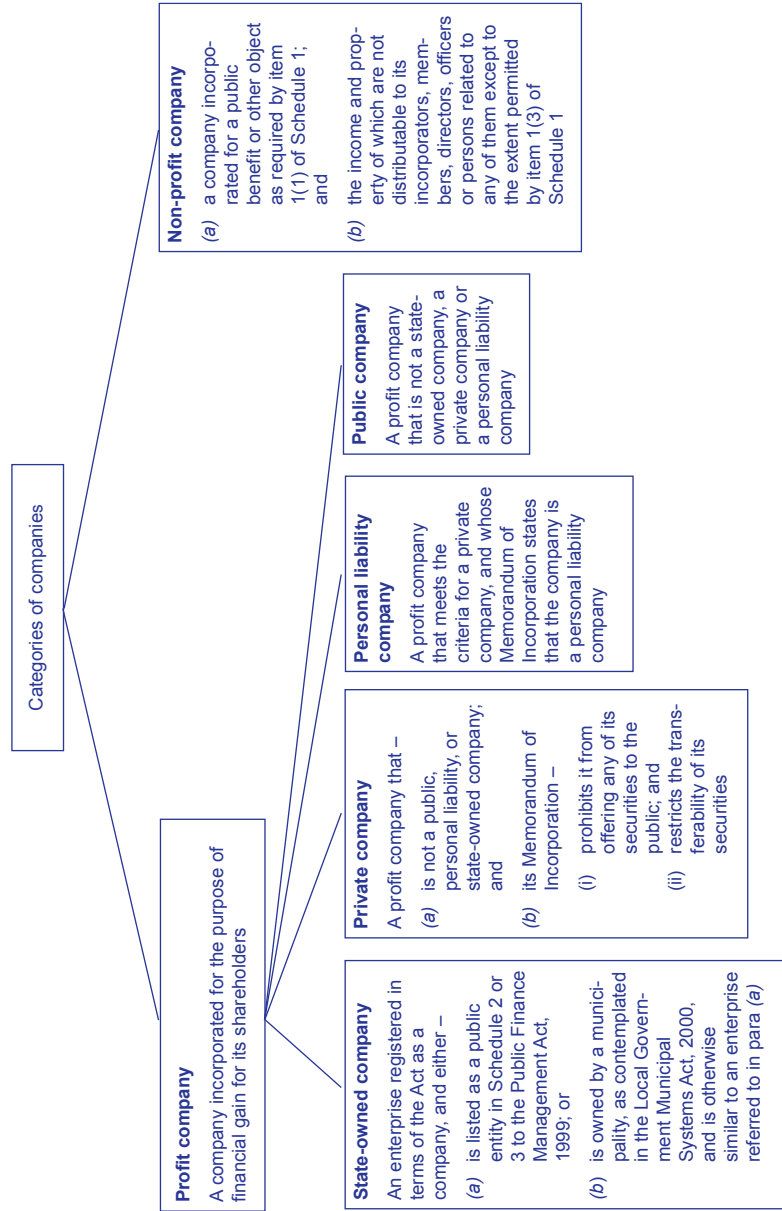 Categories of companies
Profit company
A company incorporated for the purpose of
financial gain for its shareholders
Non-profit company
(a) a company incorpo-
rated for a public
benefit or other object
as required by item
1(1) of Schedule 1;
and
(b) the income and prop-
erty of which are not
distributable to its
incorporators, mem-
bers, directors, officers
or persons related to
any of them except to
the extent permitted
by item 1(3) of
Schedule 1
State-owned company
An enterprise registered in
terms of the Act as a
company, and either –
(a) is listed as a public
entity in Schedule 2 or
3 to the Public Finance
Management Act,
1999; or
(b) is owned by a munici-
pality, as contemplated
in the Local Govern-
ment Municipal
Systems Act, 2000,
and is otherwise
similar to an enterprise
referred to in para (a)
Private company
A profit company that –
(a) is not a public,
personal liability, or
state-owned company;
and
(b) its Memorandum of
Incorporation –
(i) prohibits it from
offering any of its
securities to the
public; and
(ii) restricts the trans-
ferability of its
securities
Personal liability
company
A profit company
that meets the
criteria for a private
company, and whose
Memorandum of
Incorporation states
that the company is
a personal liability
company
Public company
A profit company
that is not a state-
owned company, a
private company or
a personal liability
company